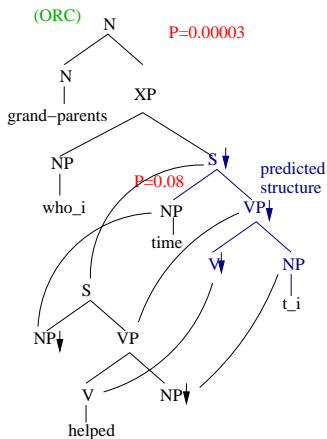 (ORC)
N
P=0.00003
N
XP
grand-parents
NP
S
predicted
structure
P=0.08
who_i
NP
VP
time
V
NP
S
t_i
NP
VP
V
NP
helped